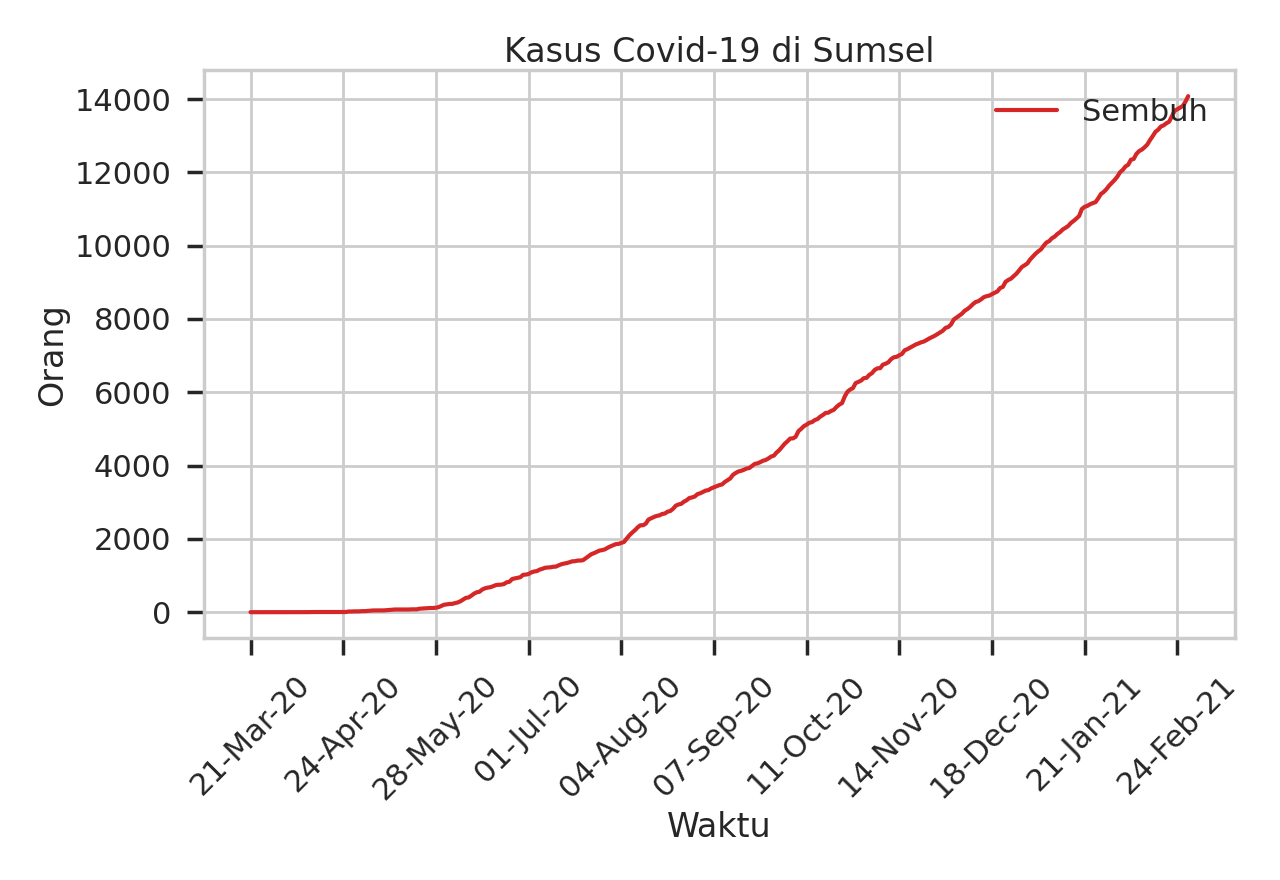 Kasus Covid-19 di Sumsel
Sembuh
Orang
14000
12000
10000
8000
6000
4000
2000
0
21-Mar-20
24-Apr-20
28-May-20
01-Jul-20
04-Aug-20
07-Sep-20
11-Oct-20
14-Nov-20
18-Dec-20
21-Jan-21
24-Feb-21
Waktu